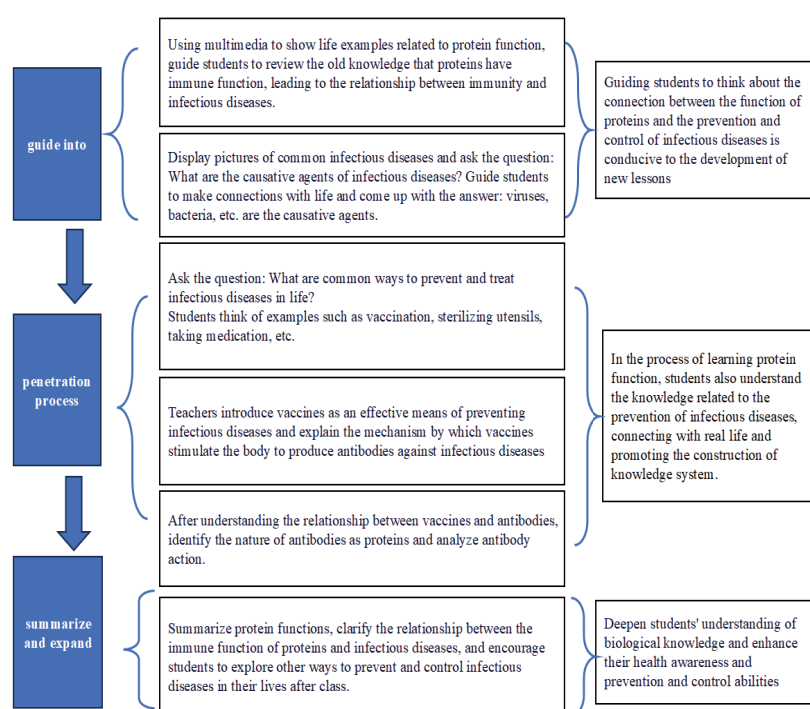 guide into
Using multimedia to show life examples related to protein function,
guide students to review the old knowledge that proteins have
immune function, leading to the relationship between immunity and
infectious diseases.
Display pictures of common infectious diseases and ask the question:
What are the causative agents of infectious diseases? Guide students
to make connections with life and come up with the answer: viruses,
bacteria, etc. are the causative agents.
Guiding students to think about the
connection between the function of
proteins and the prevention and
control of infectious diseases is
conducive to the development of
new lessons
penetration
process
Ask the question: What are common ways to prevent and treat
infectious diseases in life?
Students think of examples such as vaccination, sterilizing utensils,
taking medication, etc.
Teachers introduce vaccines as an effective means of preventing
infectious diseases and explain the mechanism by which vaccines
stimulate the body to produce antibodies against infectious diseases
After understanding the relationship between vaccines and antibodies,
identify the nature of antibodies as proteins and analyze antibody
action.
In the process of learning protein
function, students also understand
the knowledge related to the
prevention of infectious diseases,
connecting with real life and
promoting the construction of
knowledge system.
summarize
and expand
Summarize protein functions, clarify the relationship between the
immune function of proteins and infectious diseases, and encourage
students to explore other ways to prevent and control infectious
diseases in their lives after class.
Deepen students' understanding of
biological knowledge and enhance
their health awareness and
prevention and control abilities